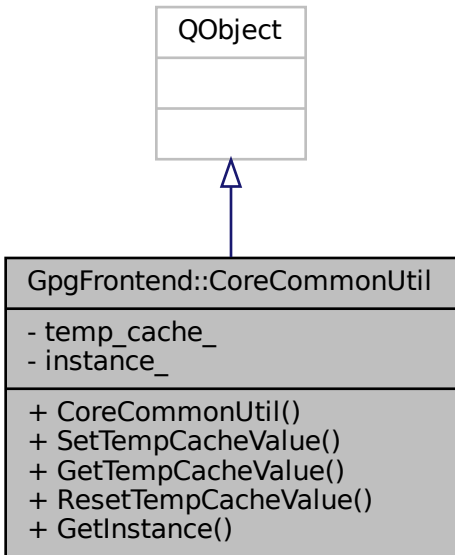 QObject
GpgFrontend::CoreCommonUtil
- temp_cache_
- instance_
+ CoreCommonUtil()
+ SetTempCacheValue()
+ GetTempCacheValue()
+ ResetTempCacheValue()
+ GetInstance()